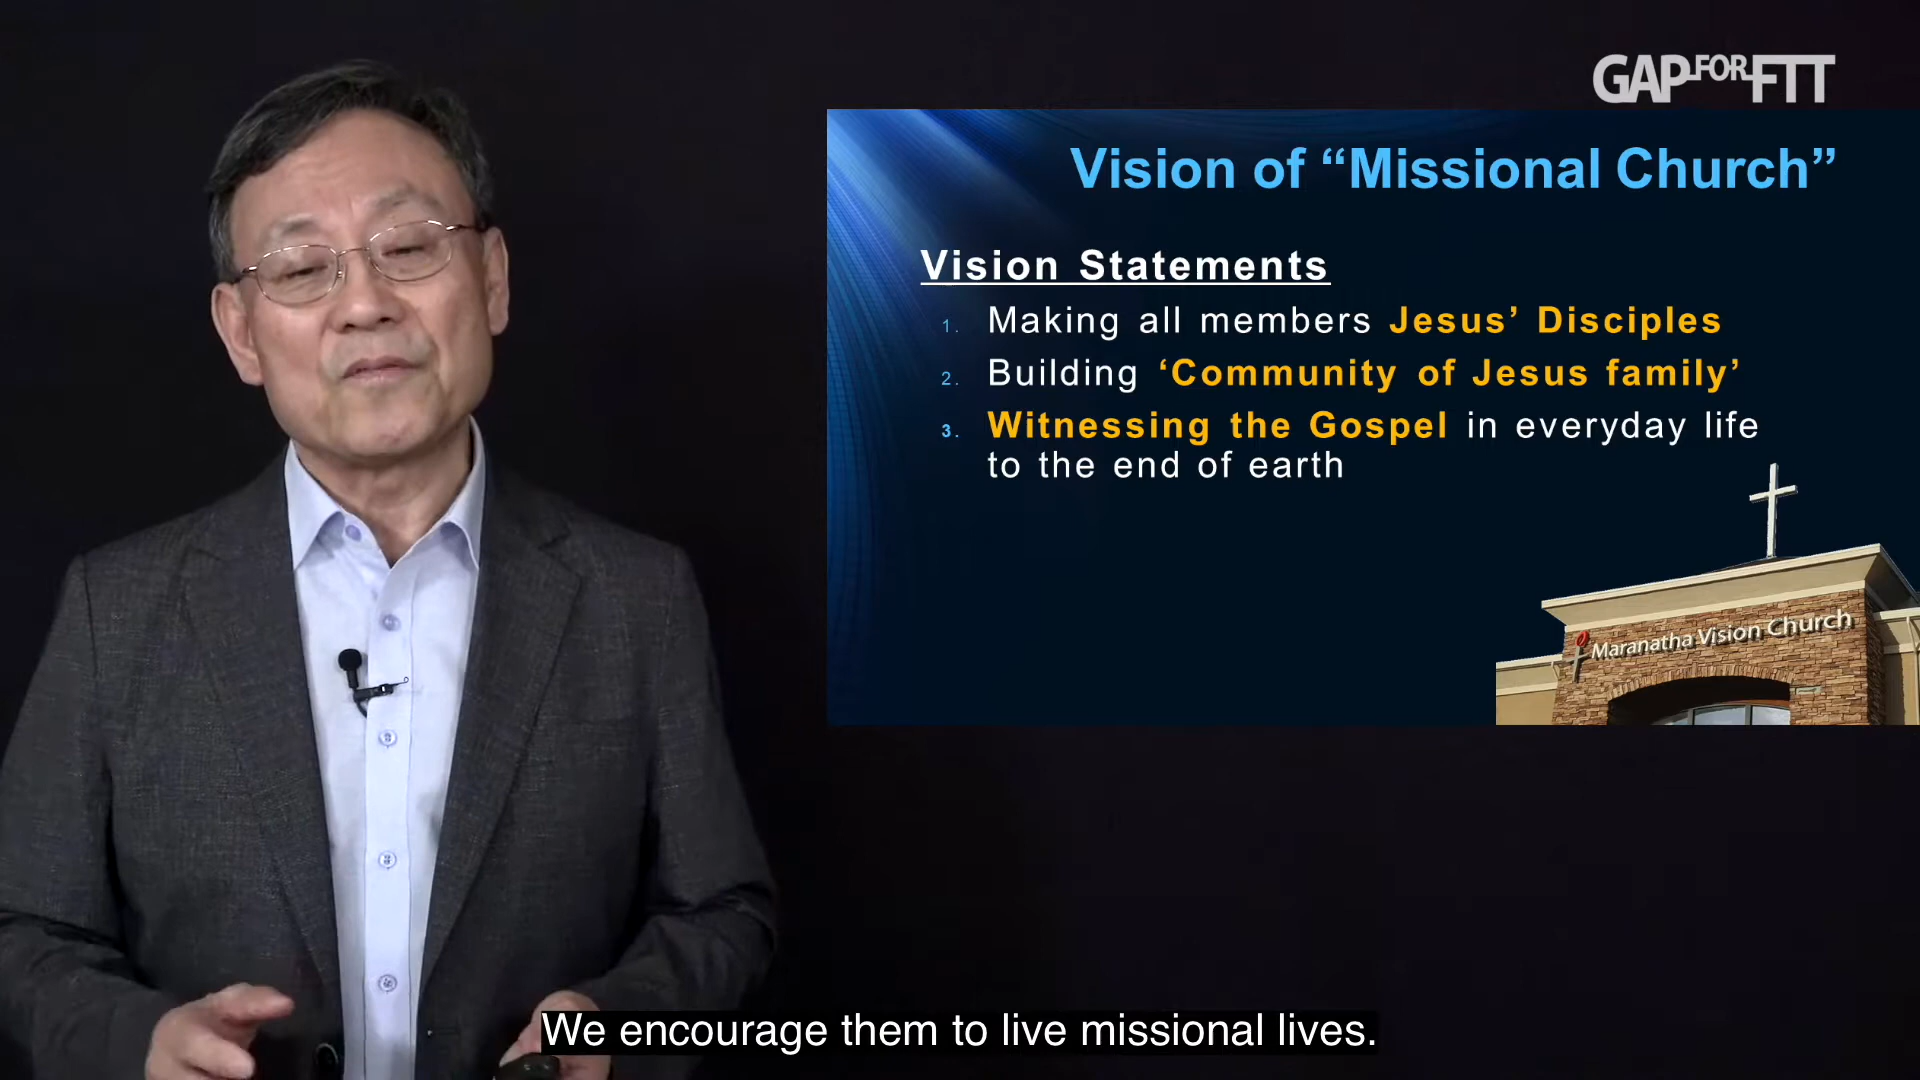 GAP FOR FTT
Vision of “Missional Church”
Vision Statements
1. Making all members Jesus’ Disciples
2. Building ‘Community of Jesus family’
3. Witnessing the Gospel in everyday life
to the end of earth
Maranatha Vision Church
We encourage them to live missional lives.